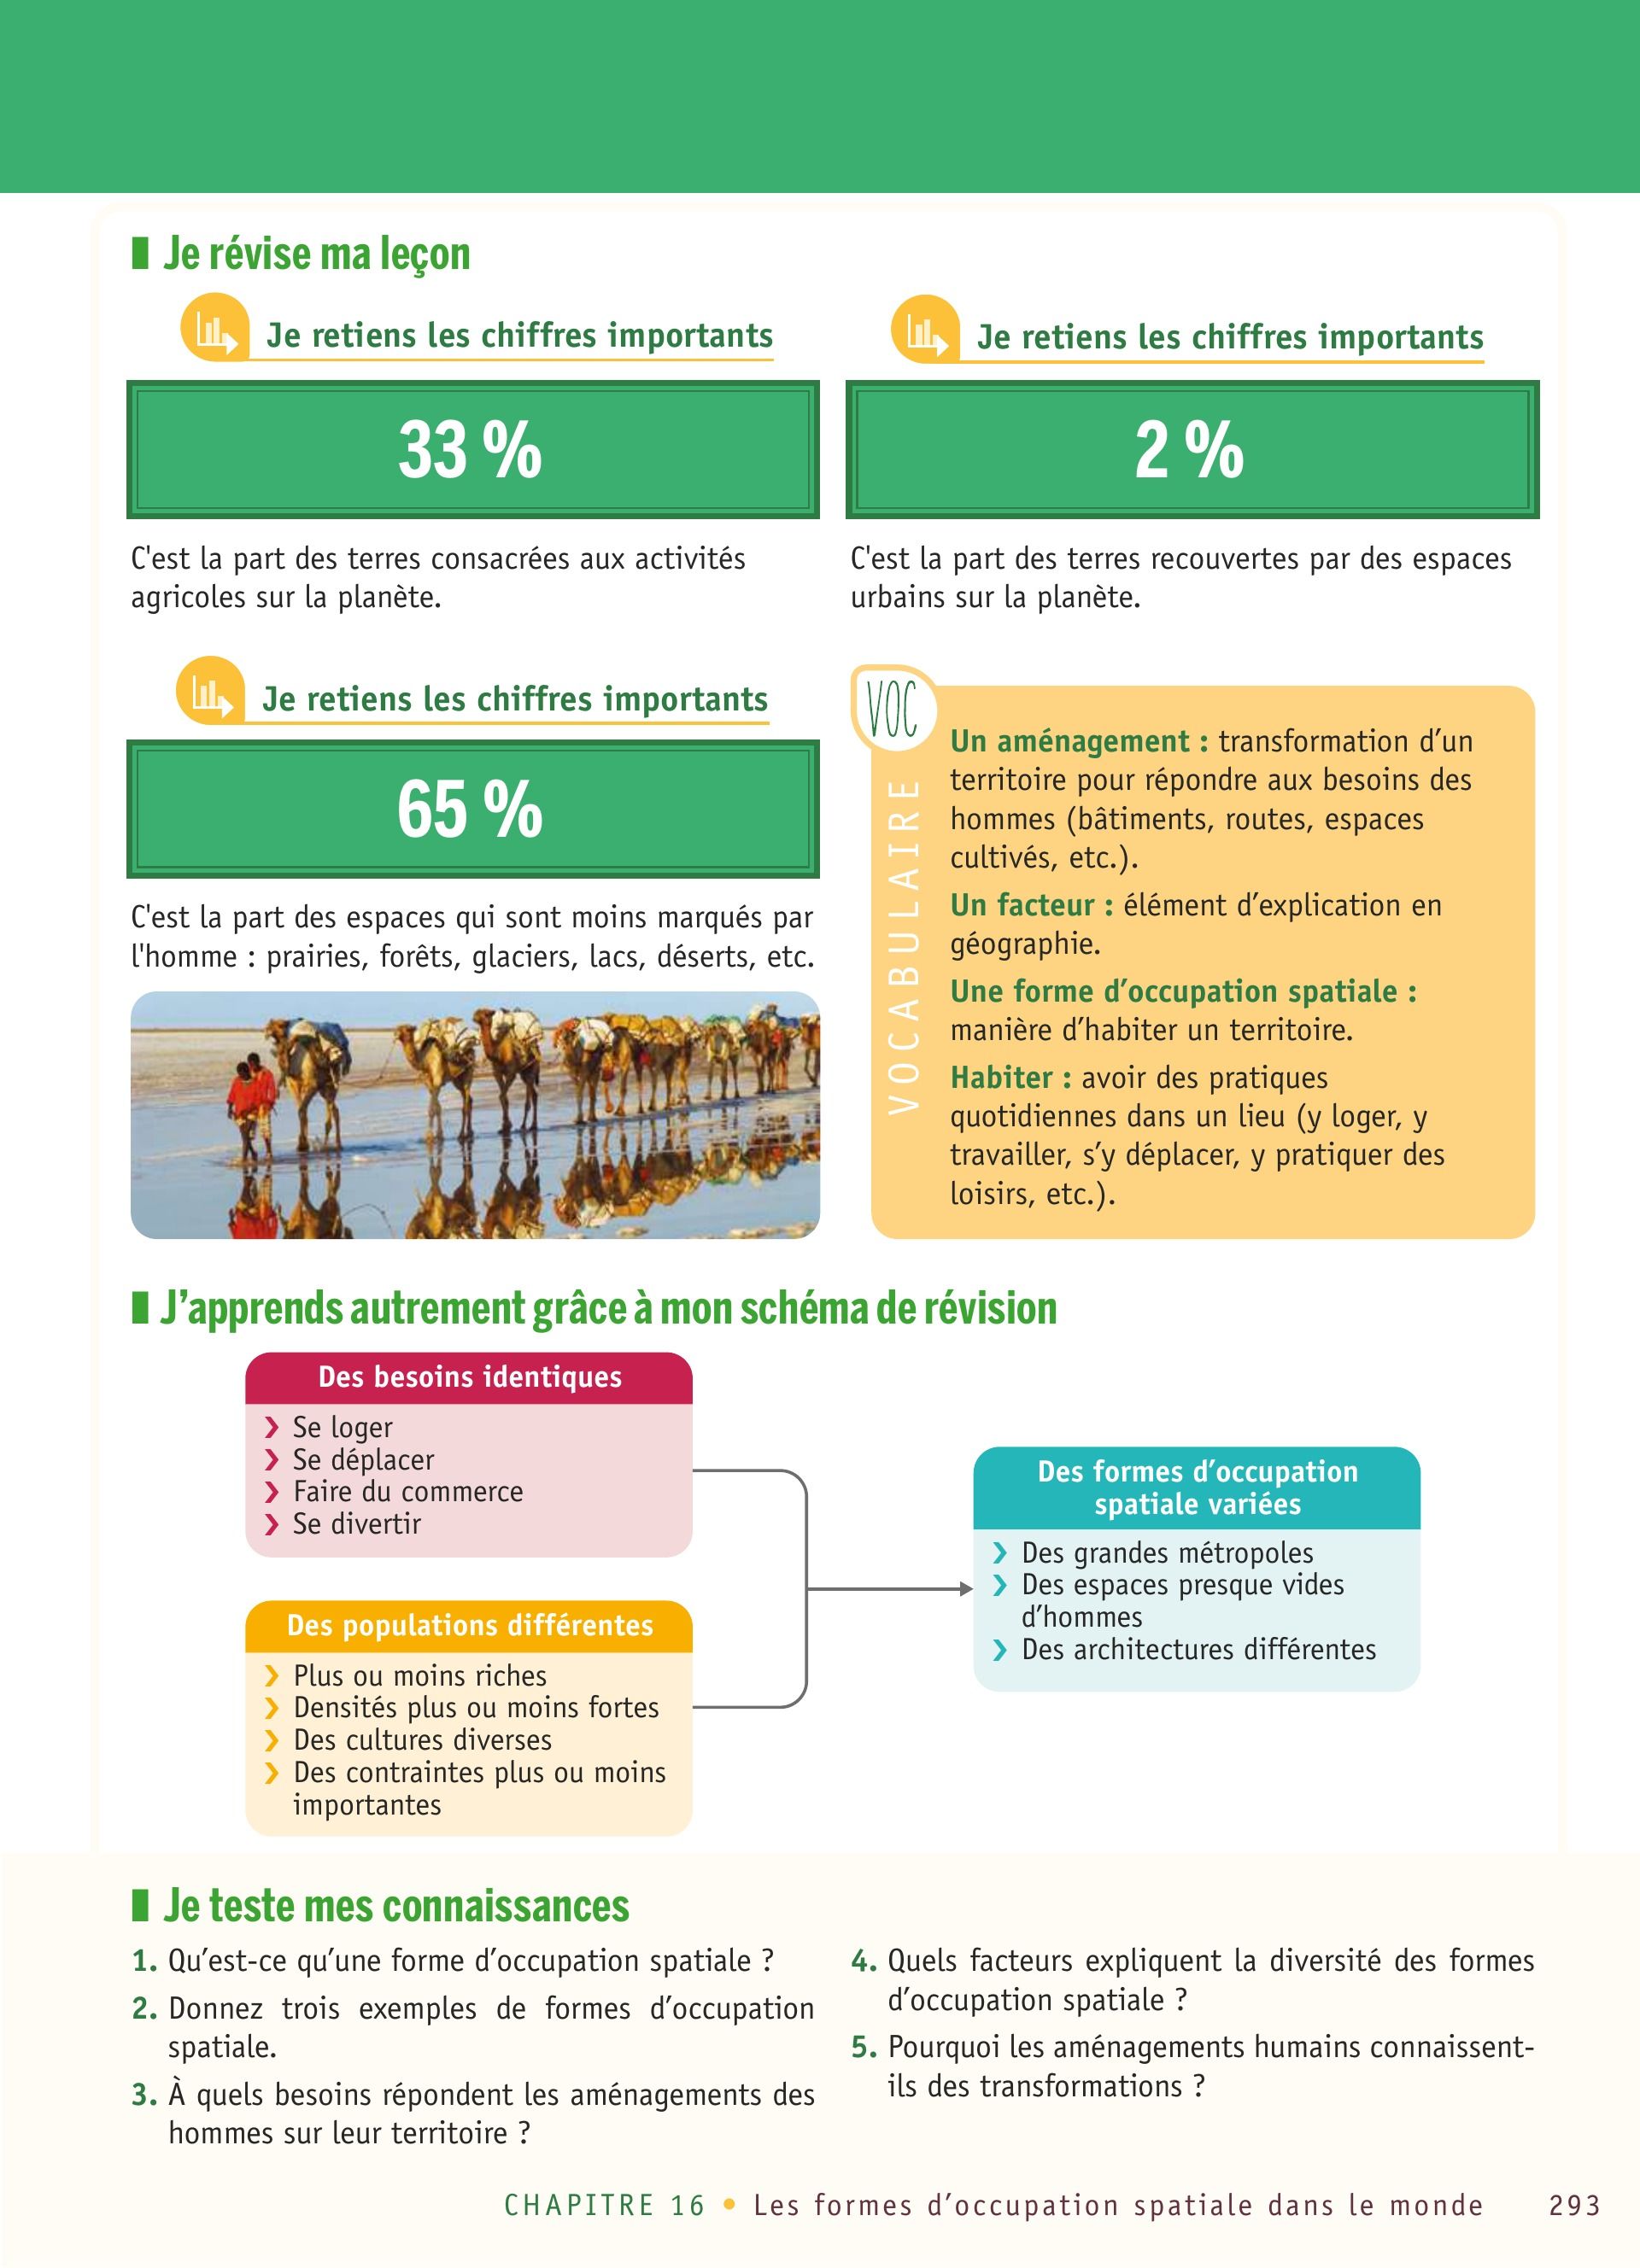 Je révise ma leçon
Je retiens les chiffres importants
33 %
C'est la part des terres consacrées aux activités
agricoles sur la planète.
Je retiens les chiffres importants
2 %
C'est la part des terres recouvertes par des espaces
urbains sur la planète.
Je retiens les chiffres importants
65 %
C'est la part des espaces qui sont moins marqués par
l'homme : prairies, forêts, glaciers, lacs, déserts, etc.
VOC
VOCABULAIRE
Un aménagement : transformation d’un
territoire pour répondre aux besoins des
hommes (bâtiments, routes, espaces
cultivés, etc.).
Un facteur : élément d’explication en
géographie.
Une forme d’occupation spatiale :
manière d’habiter un territoire.
Habiter : avoir des pratiques
quotidiennes dans un lieu (y loger, y
travailler, s’y déplacer, y pratiquer des
loisirs, etc.).
J’apprends autrement grâce à mon schéma de révision
Des besoins identiques
Se loger
Se déplacer
Faire du commerce
Se divertir
Des populations différentes
Plus ou moins riches
Densités plus ou moins fortes
Des cultures diverses
Des contraintes plus ou moins
importantes
Des formes d’occupation
spatiale variées
Des grandes métropoles
Des espaces presque vides
d’hommes
Des architectures différentes
Je teste mes connaissances
1. Qu’est-ce qu’une forme d’occupation spatiale ?
2. Donnez trois exemples de formes d’occupation
spatiale.
3. À quels besoins répondent les aménagements des
hommes sur leur territoire ?
4. Quels facteurs expliquent la diversité des formes
d’occupation spatiale ?
5. Pourquoi les aménagements humains connaissent-
ils des transformations ?
CHAPITRE 16 • Les formes d’occupation spatiale dans le monde 293